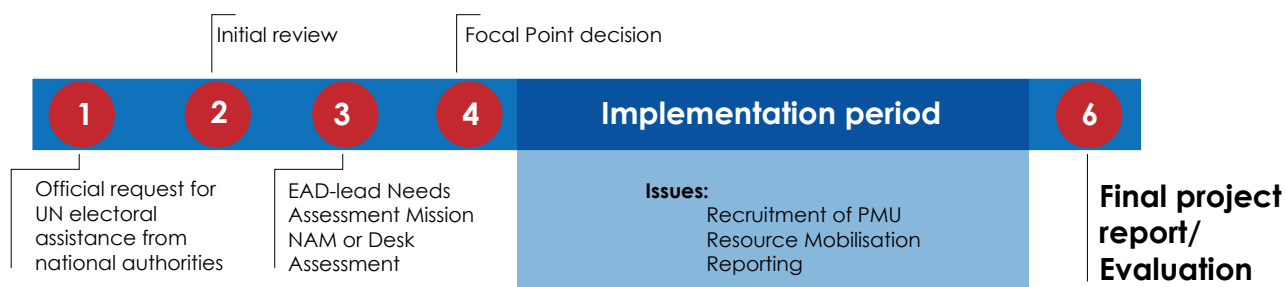 Initial review
Focal Point decision
1
2
3
4
Implementation period
6
Official request for
UN electoral
assistance from
national authorities
EAD-lead Needs
Assessment Mission
NAM or Desk
Assessment
Issues:
Recruitment of PMU
Resource Mobilisation
Reporting
Final project
report/
Evaluation